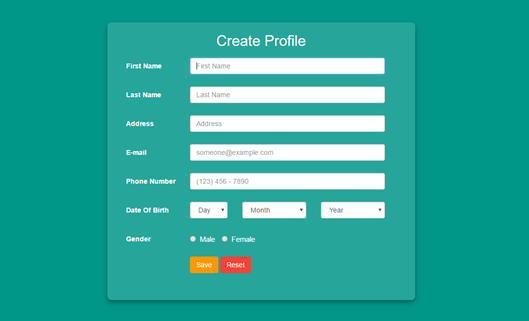 Create Profile
First Name First Name
Last Name Last Name
Address Address
E-mail someone@example.com
Phone Number (123) 456 - 7890
Date Of Birth Day Month Year
Gender Male Female
Save Reset